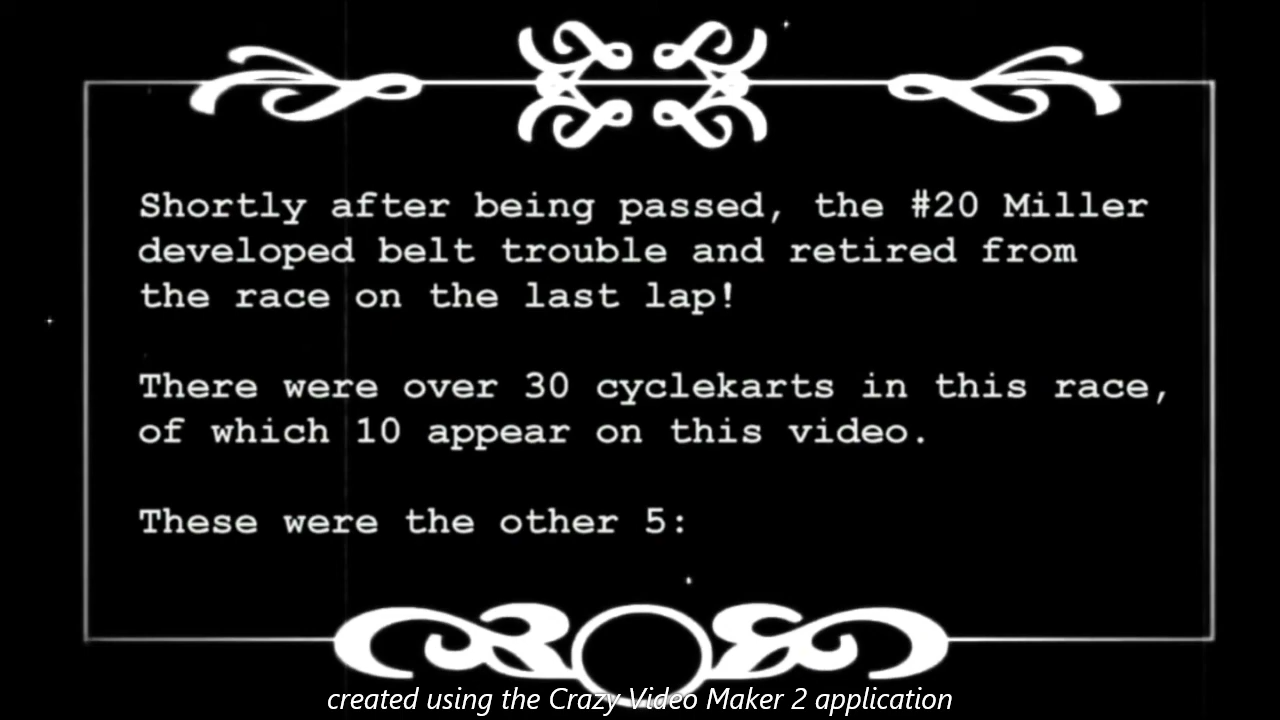 Shortly after being passed, the #20 Miller
developed belt trouble and retired from
the race on the last lap!
There were over 30 cyclekarts in this race,
of which 10 appear on this video.
These were the other 5:
created using the Crazy Video Maker 2 application